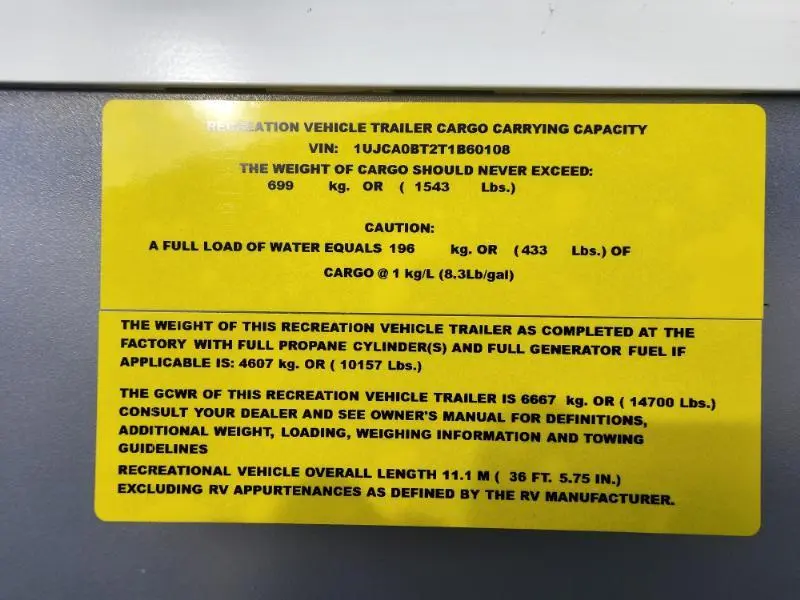 RECREATION VEHICLE TRAILER CARGO CARRYING CAPACITY
VIN: 1UJCA0BT2T1B60108
THE WEIGHT OF CARGO SHOULD NEVER EXCEED:
699 kg. OR ( 1543 Lbs.)
CAUTION:
A FULL LOAD OF WATER EQUALS 196 kg. OR (433 Lbs.) OF
CARGO @ 1 kg/L (8.3Lb/gal)
THE WEIGHT OF THIS RECREATION VEHICLE TRAILER AS COMPLETED AT THE
FACTORY WITH FULL PROPANE CYLINDER(S) AND FULL GENERATOR FUEL IF
APPLICABLE IS: 4607 kg. OR ( 10157 Lbs.)
THE GCWR OF THIS RECREATION VEHICLE TRAILER IS 6667 kg. OR ( 14700 Lbs.)
CONSULT YOUR DEALER AND SEE OWNER'S MANUAL FOR DEFINITIONS,
ADDITIONAL WEIGHT, LOADING, WEIGHING INFORMATION AND TOWING
GUIDELINES
RECREATIONAL VEHICLE OVERALL LENGTH 11.1 M ( 36 FT. 5.75 IN.)
EXCLUDING RV APPURTENANCES AS DEFINED BY THE RV MANUFACTURER.